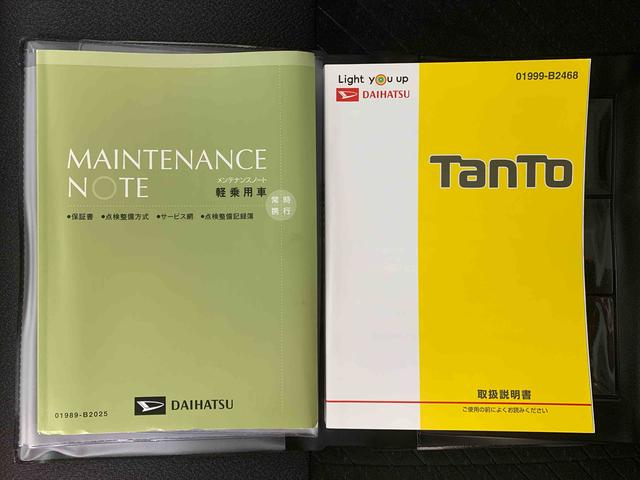 MAINTENANCE
NOTE
メンテナンスノート
軽乗用車
常時
携行
●保証書 ●点検整備方式 ●サービス網 ●点検整備記録簿
01989-B2025
DAIHATSU
Light you up
DAIHATSU
01999-B2468
TanTo
取扱説明書
ご使用の前によくお読みください